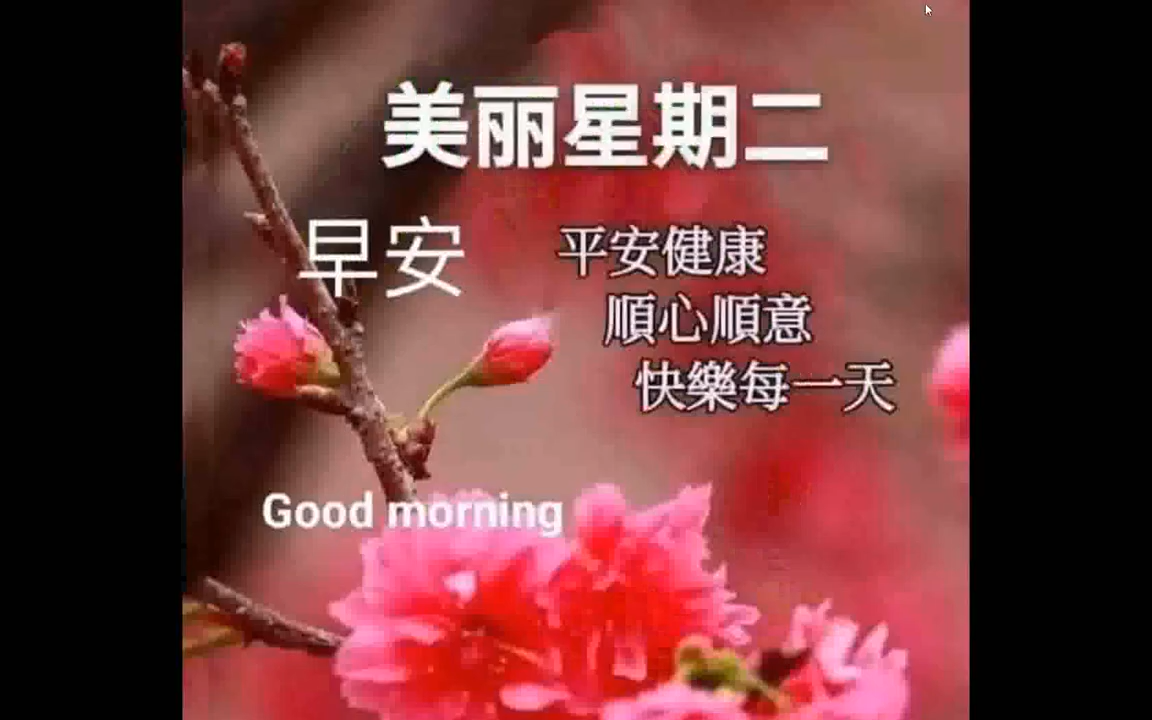 美丽星期二
早安
平安健康
順心順意
快樂每一天
Good morning